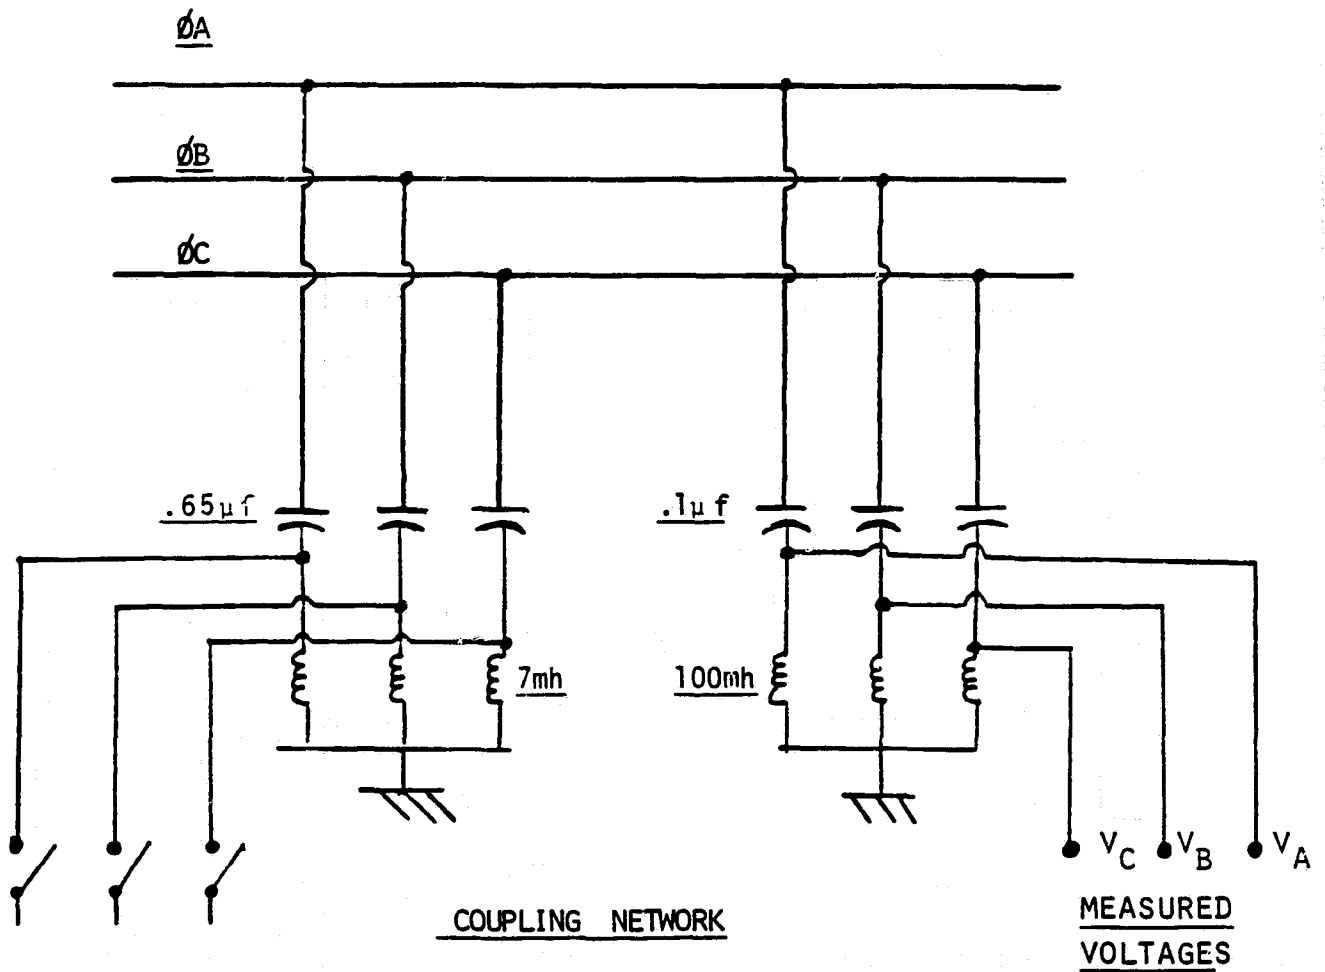 ØA
ØB
ØC
.65µf
.1µf
7mh
100mh
V_C V_B V_A
COUPLING NETWORK
MEASURED
VOLTAGES